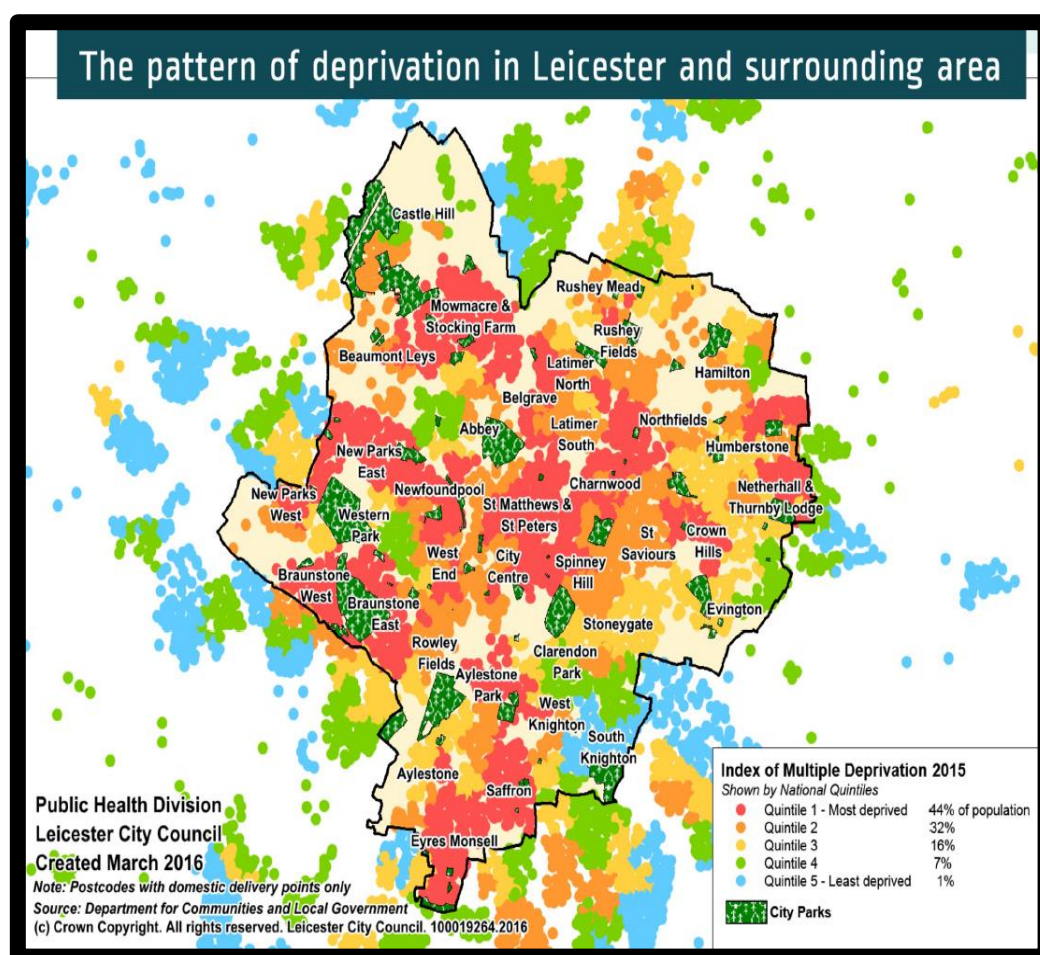 The pattern of deprivation in Leicester and surrounding area
Castle Hill
Rushey Mead
Mowmacre &
Stocking Farm
Rushey
Fields
Beaumont Leys
Latimer
North
Hamilton
Belgrave
Latimer
South
Northfields
Abbey
Humberstone
New Parks
East
Newfoundpool
Charnwood
Netherhall &
Thurnby Lodge
New Parks
West
Western
Park
St Matthews &
St Peters
St
Saviours
Crown
Hills
West
End
City
Centre
Spinney
Hill
Braunstone
West
Braunstone
East
Evington
Stoneygate
Rowley
Fields
Clarendon
Park
Aylestone
Park
West
Knighton
South
Knighton
Aylestone
Saffron
Eyres Monsell
Public Health Division
Leicester City Council
Created March 2016
Note: Postcodes with domestic delivery points only
Source: Department for Communities and Local Government
(c) Crown Copyright. All rights reserved. Leicester City Council. 100019264.2016
Index of Multiple Deprivation 2015
Shown by National Quintiles
Quintile 1 - Most deprived 44% of population
Quintile 2 32%
Quintile 3 16%
Quintile 4 7%
Quintile 5 - Least deprived 1%
City Parks